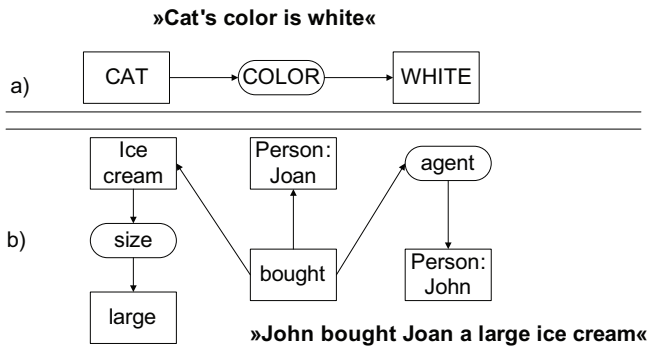 »Cat's color is white«
a)
CAT
COLOR
WHITE
Ice
cream
Person:
Joan
agent
b)
size
bought
Person:
John
large
»John bought Joan a large ice cream«